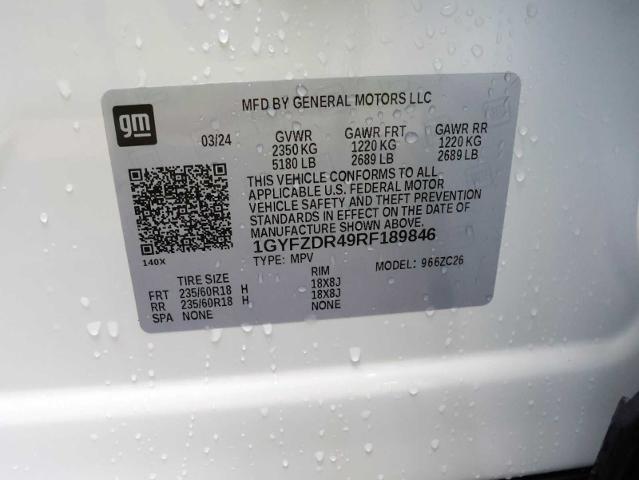 gm
MFD BY GENERAL MOTORS LLC
03/24 GVWR GAWR FRT GAWR RR
2350 KG 1220 KG 1220 KG
5180 LB 2689 LB 2689 LB
THIS VEHICLE CONFORMS TO ALL
APPLICABLE U.S. FEDERAL MOTOR
VEHICLE SAFETY AND THEFT PREVENTION
STANDARDS IN EFFECT ON THE DATE OF
MANUFACTURE SHOWN ABOVE.
1GYFZDR49RF189846
140X
TYPE: MPV MODEL: 966ZC26
TIRE SIZE RIM
FRT 235/60R18 H 18X8J
RR 235/60R18 H 18X8J
SPA NONE NONE